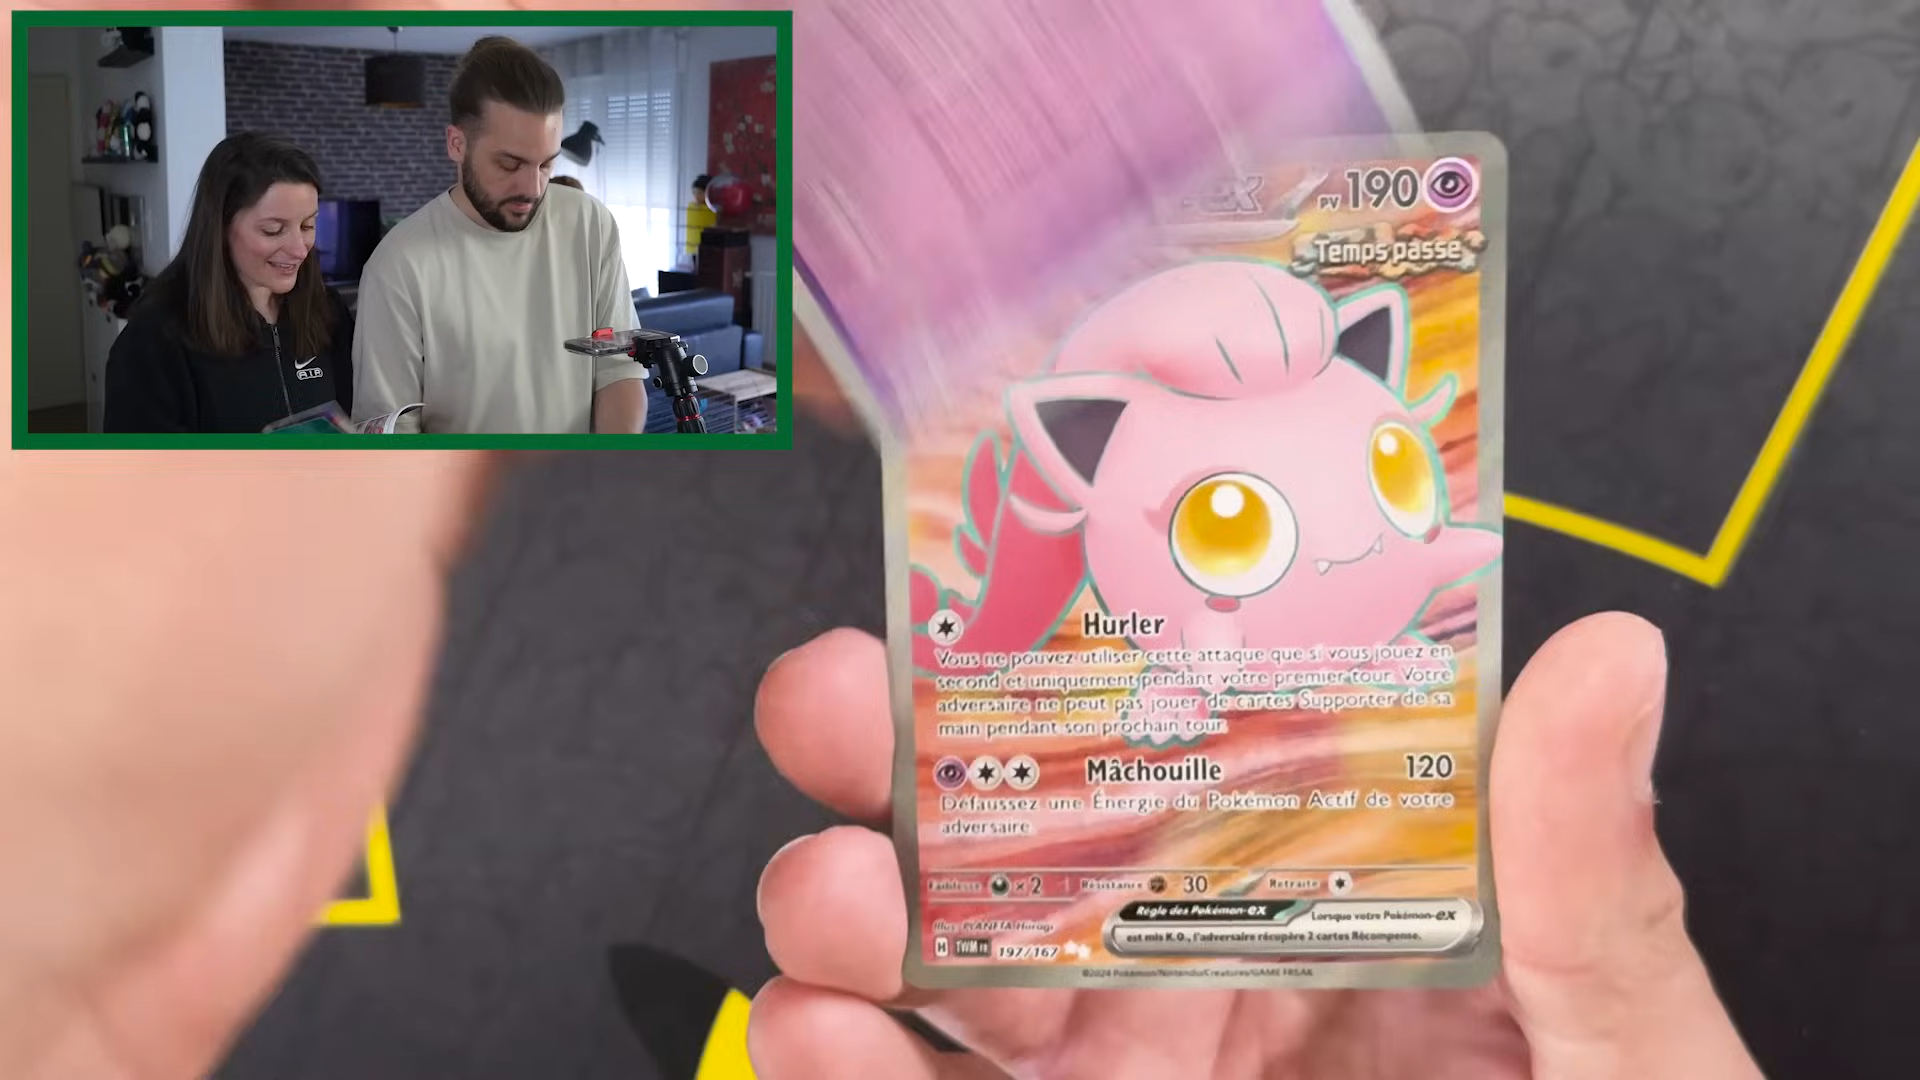 AIR
ex PV 190
Temps passé
Hurler
Vous ne pouvez utiliser cette attaque que si vous jouez en
second et uniquement pendant votre premier tour. Votre
adversaire ne peut pas jouer de cartes Supporter de sa
main pendant son prochain tour.
Mâchouille 120
Défaussez une Énergie du Pokémon Actif de votre
adversaire.
Faiblesse ×2 Résistance 30 Retraite
Illus. PLANETA Hiiragi
Règle des Pokémon-ex Lorsque votre Pokémon-ex
est mis K.O., l'adversaire récupère 2 cartes Récompense.
H TWM FR 197/167
©2024 Pokémon/Nintendo/Creatures/GAME FREAK